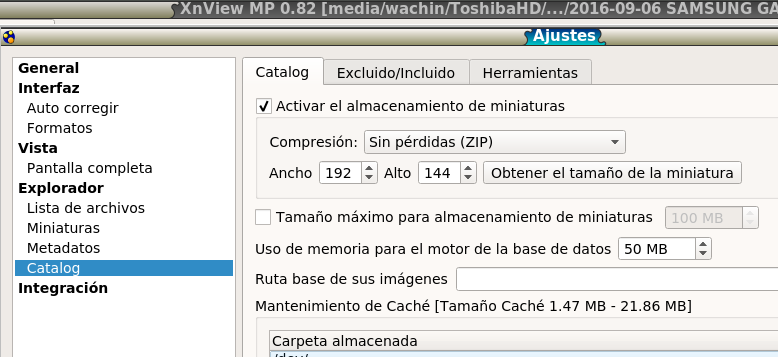 XnView MP 0.82 [media/wachin/ToshibaHD/.../2016-09-06 SAMSUNG GA
Ajustes
General
Interfaz
Auto corregir
Formatos
Vista
Pantalla completa
Explorador
Lista de archivos
Miniaturas
Metadatos
Catalog
Integración
Catalog Excluido/Incluido Herramientas
Activar el almacenamiento de miniaturas
Compresión: Sin pérdidas (ZIP)
Ancho 192 Alto 144 Obtener el tamaño de la miniatura
Tamaño máximo para almacenamiento de miniaturas 100 MB
Uso de memoria para el motor de la base de datos 50 MB
Ruta base de sus imágenes
Mantenimiento de Caché [Tamaño Caché 1.47 MB - 21.86 MB]
Carpeta almacenada